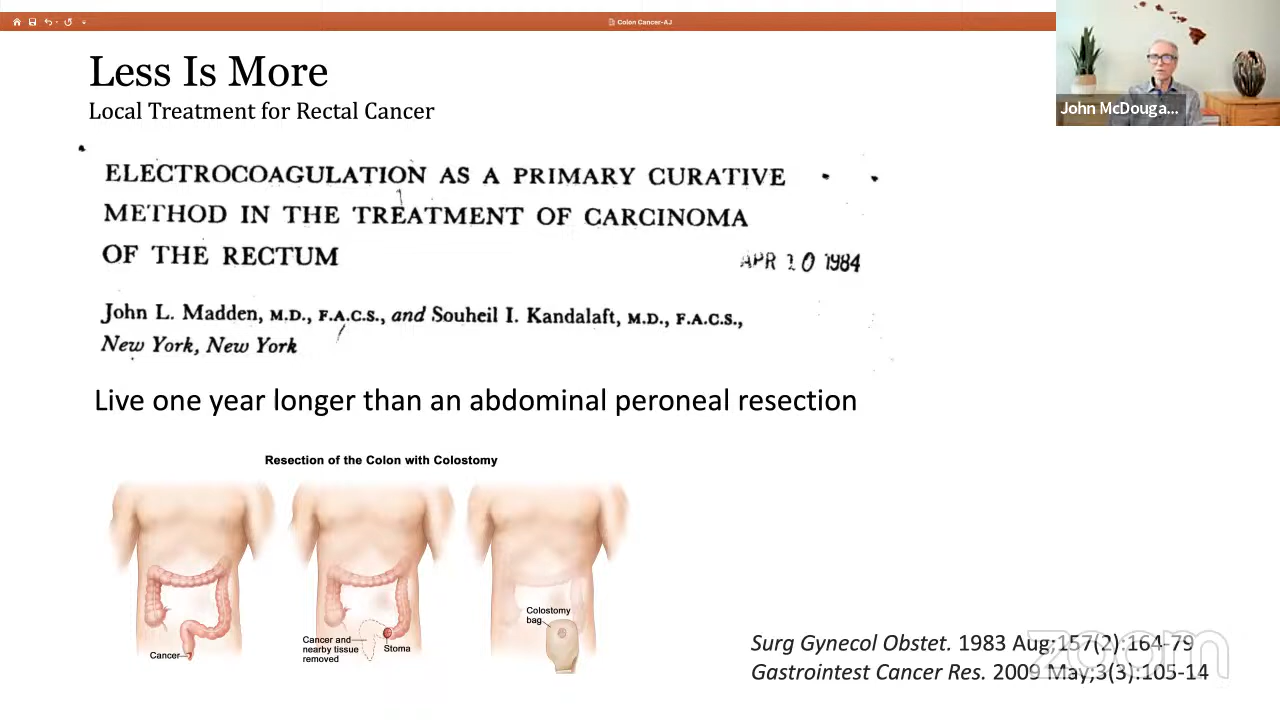 Colon Cancer-AJ
Less Is More
Local Treatment for Rectal Cancer
John McDouga...
ELECTROCOAGULATION AS A PRIMARY CURATIVE
METHOD IN THE TREATMENT OF CARCINOMA
OF THE RECTUM
APR 10 1984
John L. Madden, M.D., F.A.C.S., and Souheil I. Kandalaft, M.D., F.A.C.S.,
New York, New York
Live one year longer than an abdominal peroneal resection
Resection of the Colon with Colostomy
Cancer
Cancer and
nearby tissue
removed
Stoma
Colostomy
bag
Surg Gynecol Obstet. 1983 Aug;157(2):164-79
Gastrointest Cancer Res. 2009 May;3(3):105-14
zoom